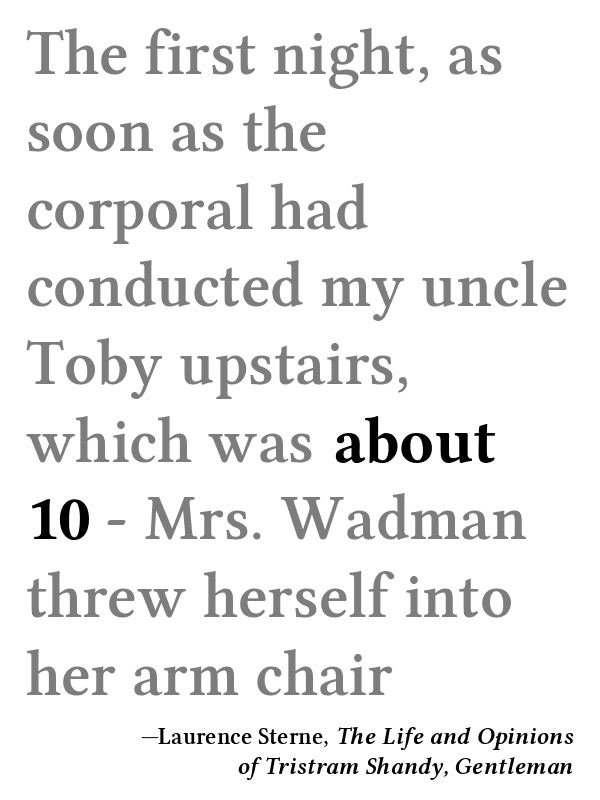 The first night, as
soon as the
corporal had
conducted my uncle
Toby upstairs,
which was about
10 - Mrs. Wadman
threw herself into
her arm chair
—Laurence Sterne, The Life and Opinions
of Tristram Shandy, Gentleman